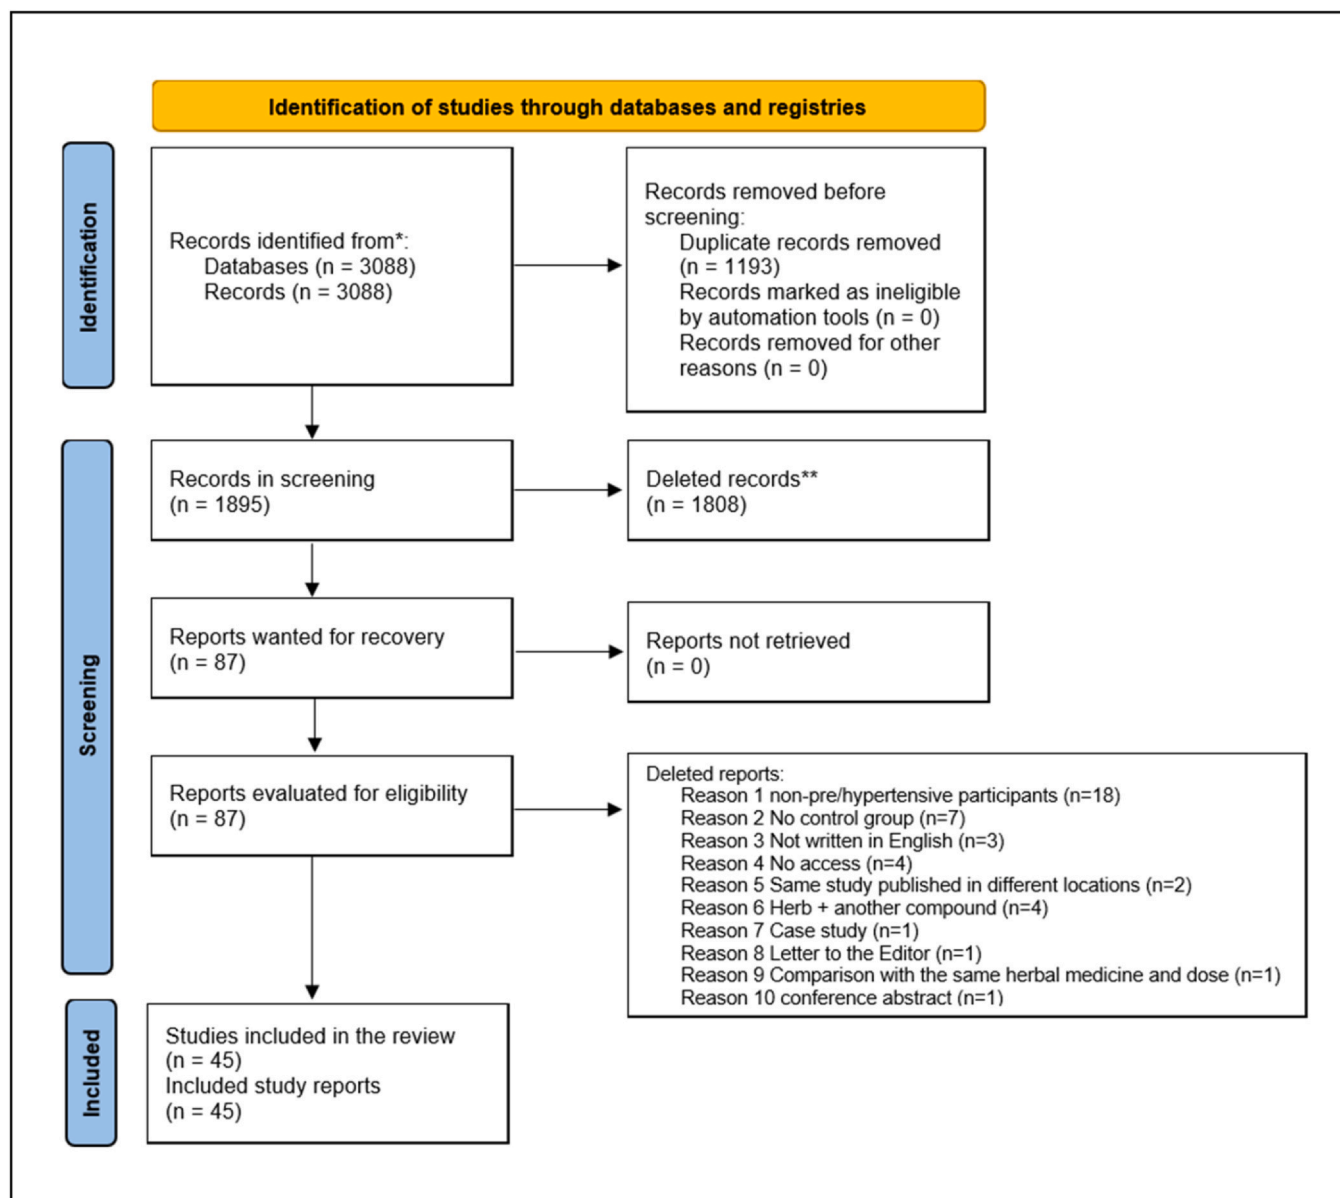 Identification of studies through databases and registries
Identification
Records identified from*:
Databases (n = 3088)
Records (n = 3088)
Records removed before
screening:
Duplicate records removed
(n = 1193)
Records marked as ineligible
by automation tools (n = 0)
Records removed for other
reasons (n = 0)
Screening
Records in screening
(n = 1895)
Deleted records**
(n = 1808)
Reports wanted for recovery
(n = 87)
Reports not retrieved
(n = 0)
Reports evaluated for eligibility
(n = 87)
Deleted reports:
Reason 1 non-pre/hypertensive participants (n=18)
Reason 2 No control group (n=7)
Reason 3 Not written in English (n=3)
Reason 4 No access (n=4)
Reason 5 Same study published in different locations (n=2)
Reason 6 Herb + another compound (n=4)
Reason 7 Case study (n=1)
Reason 8 Letter to the Editor (n=1)
Reason 9 Comparison with the same herbal medicine and dose (n=1)
Reason 10 conference abstract (n=1)
Included
Studies included in the review
(n = 45)
Included study reports
(n = 45)